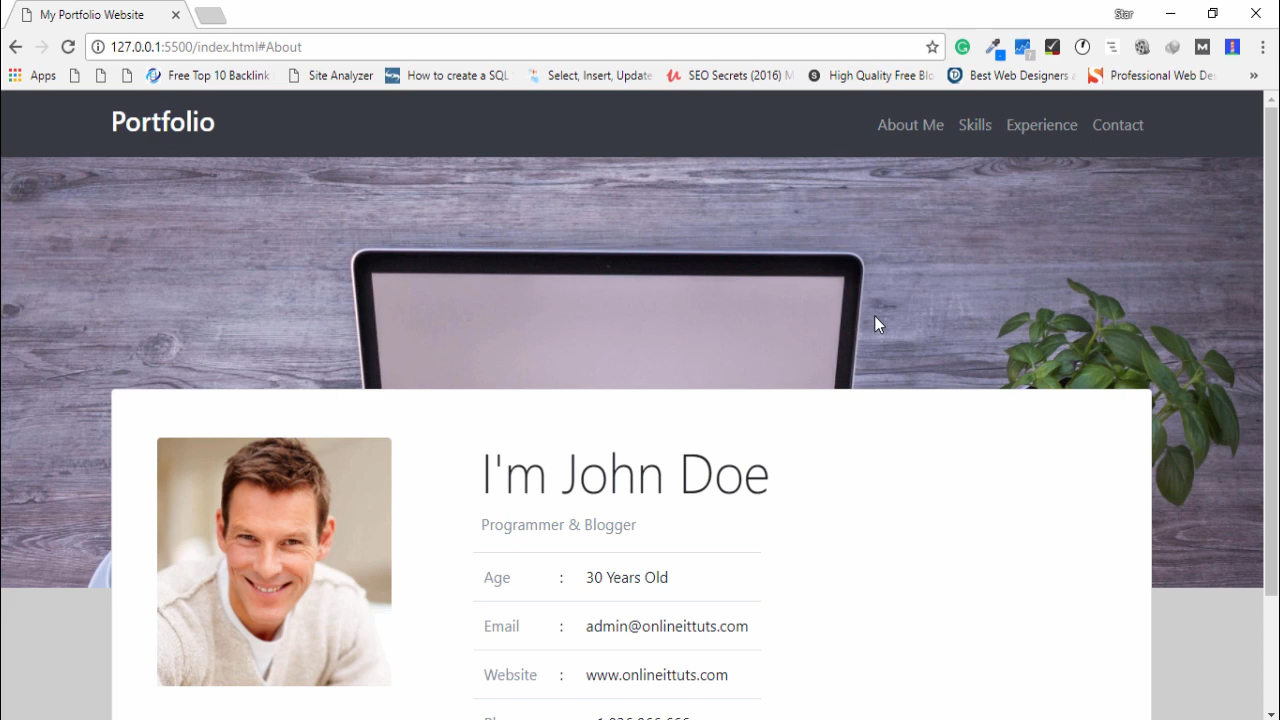 My Portfolio Website
Star
127.0.0.1:5500/index.html#About
Apps Free Top 10 Backlink Site Analyzer How to create a SQL Select, Insert, Update SEO Secrets (2016) M High Quality Free Blo Best Web Designers Professional Web De
Portfolio
About Me Skills Experience Contact
I'm John Doe
Programmer & Blogger
Age : 30 Years Old
Email : admin@onlineittuts.com
Website : www.onlineittuts.com